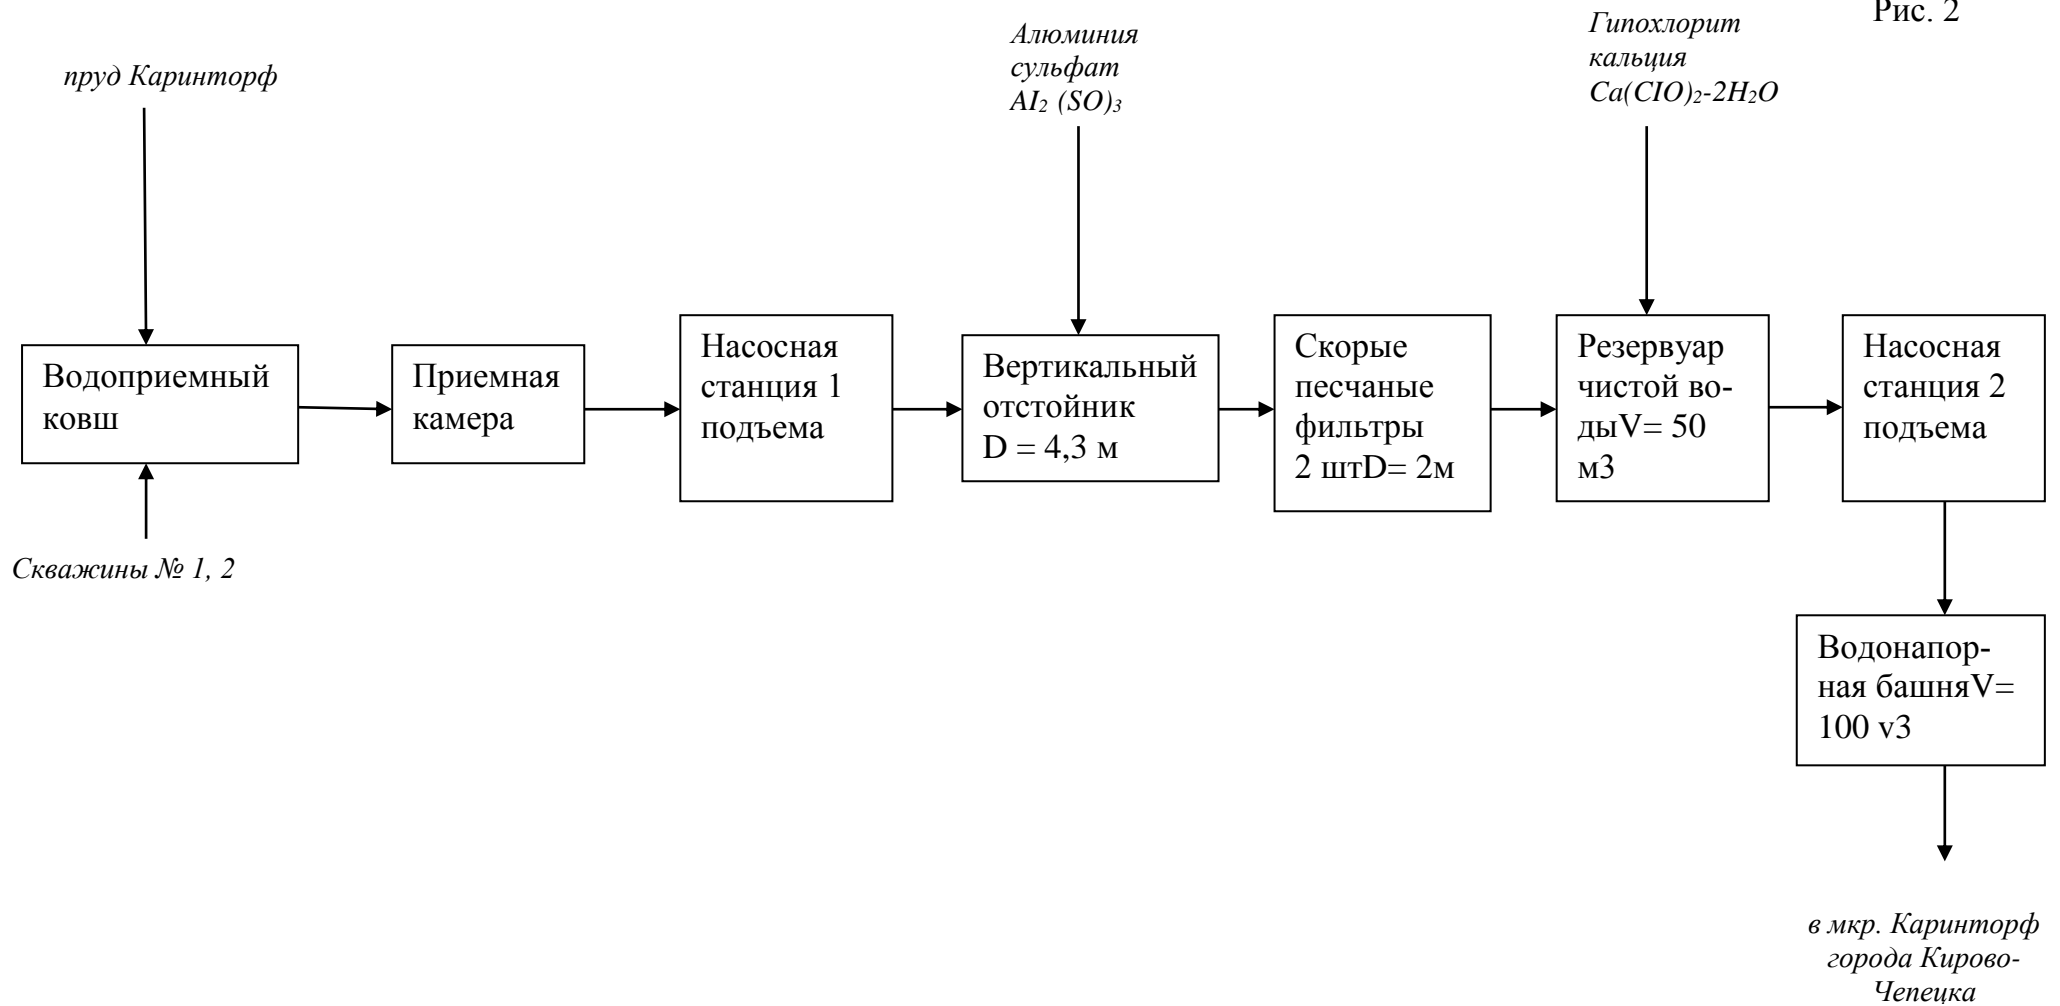 Рис. 2
пруд Каринторф
Алюминия
сульфат
AI₂ (SO)₃
Гипохлорит
кальция
Ca(CIO)₂-2H₂O
Водоприемный
ковш
Приемная
камера
Насосная
станция 1
подъема
Вертикальный
отстойник
D = 4,3 м
Скорые
песчаные
фильтры
2 штD= 2м
Резервуар
чистой во-
дыV= 50
м3
Насосная
станция 2
подъема
Скважины № 1, 2
Водонапор-
ная башняV=
100 v3
в мкр. Каринторф
города Кирово-
Чепецка